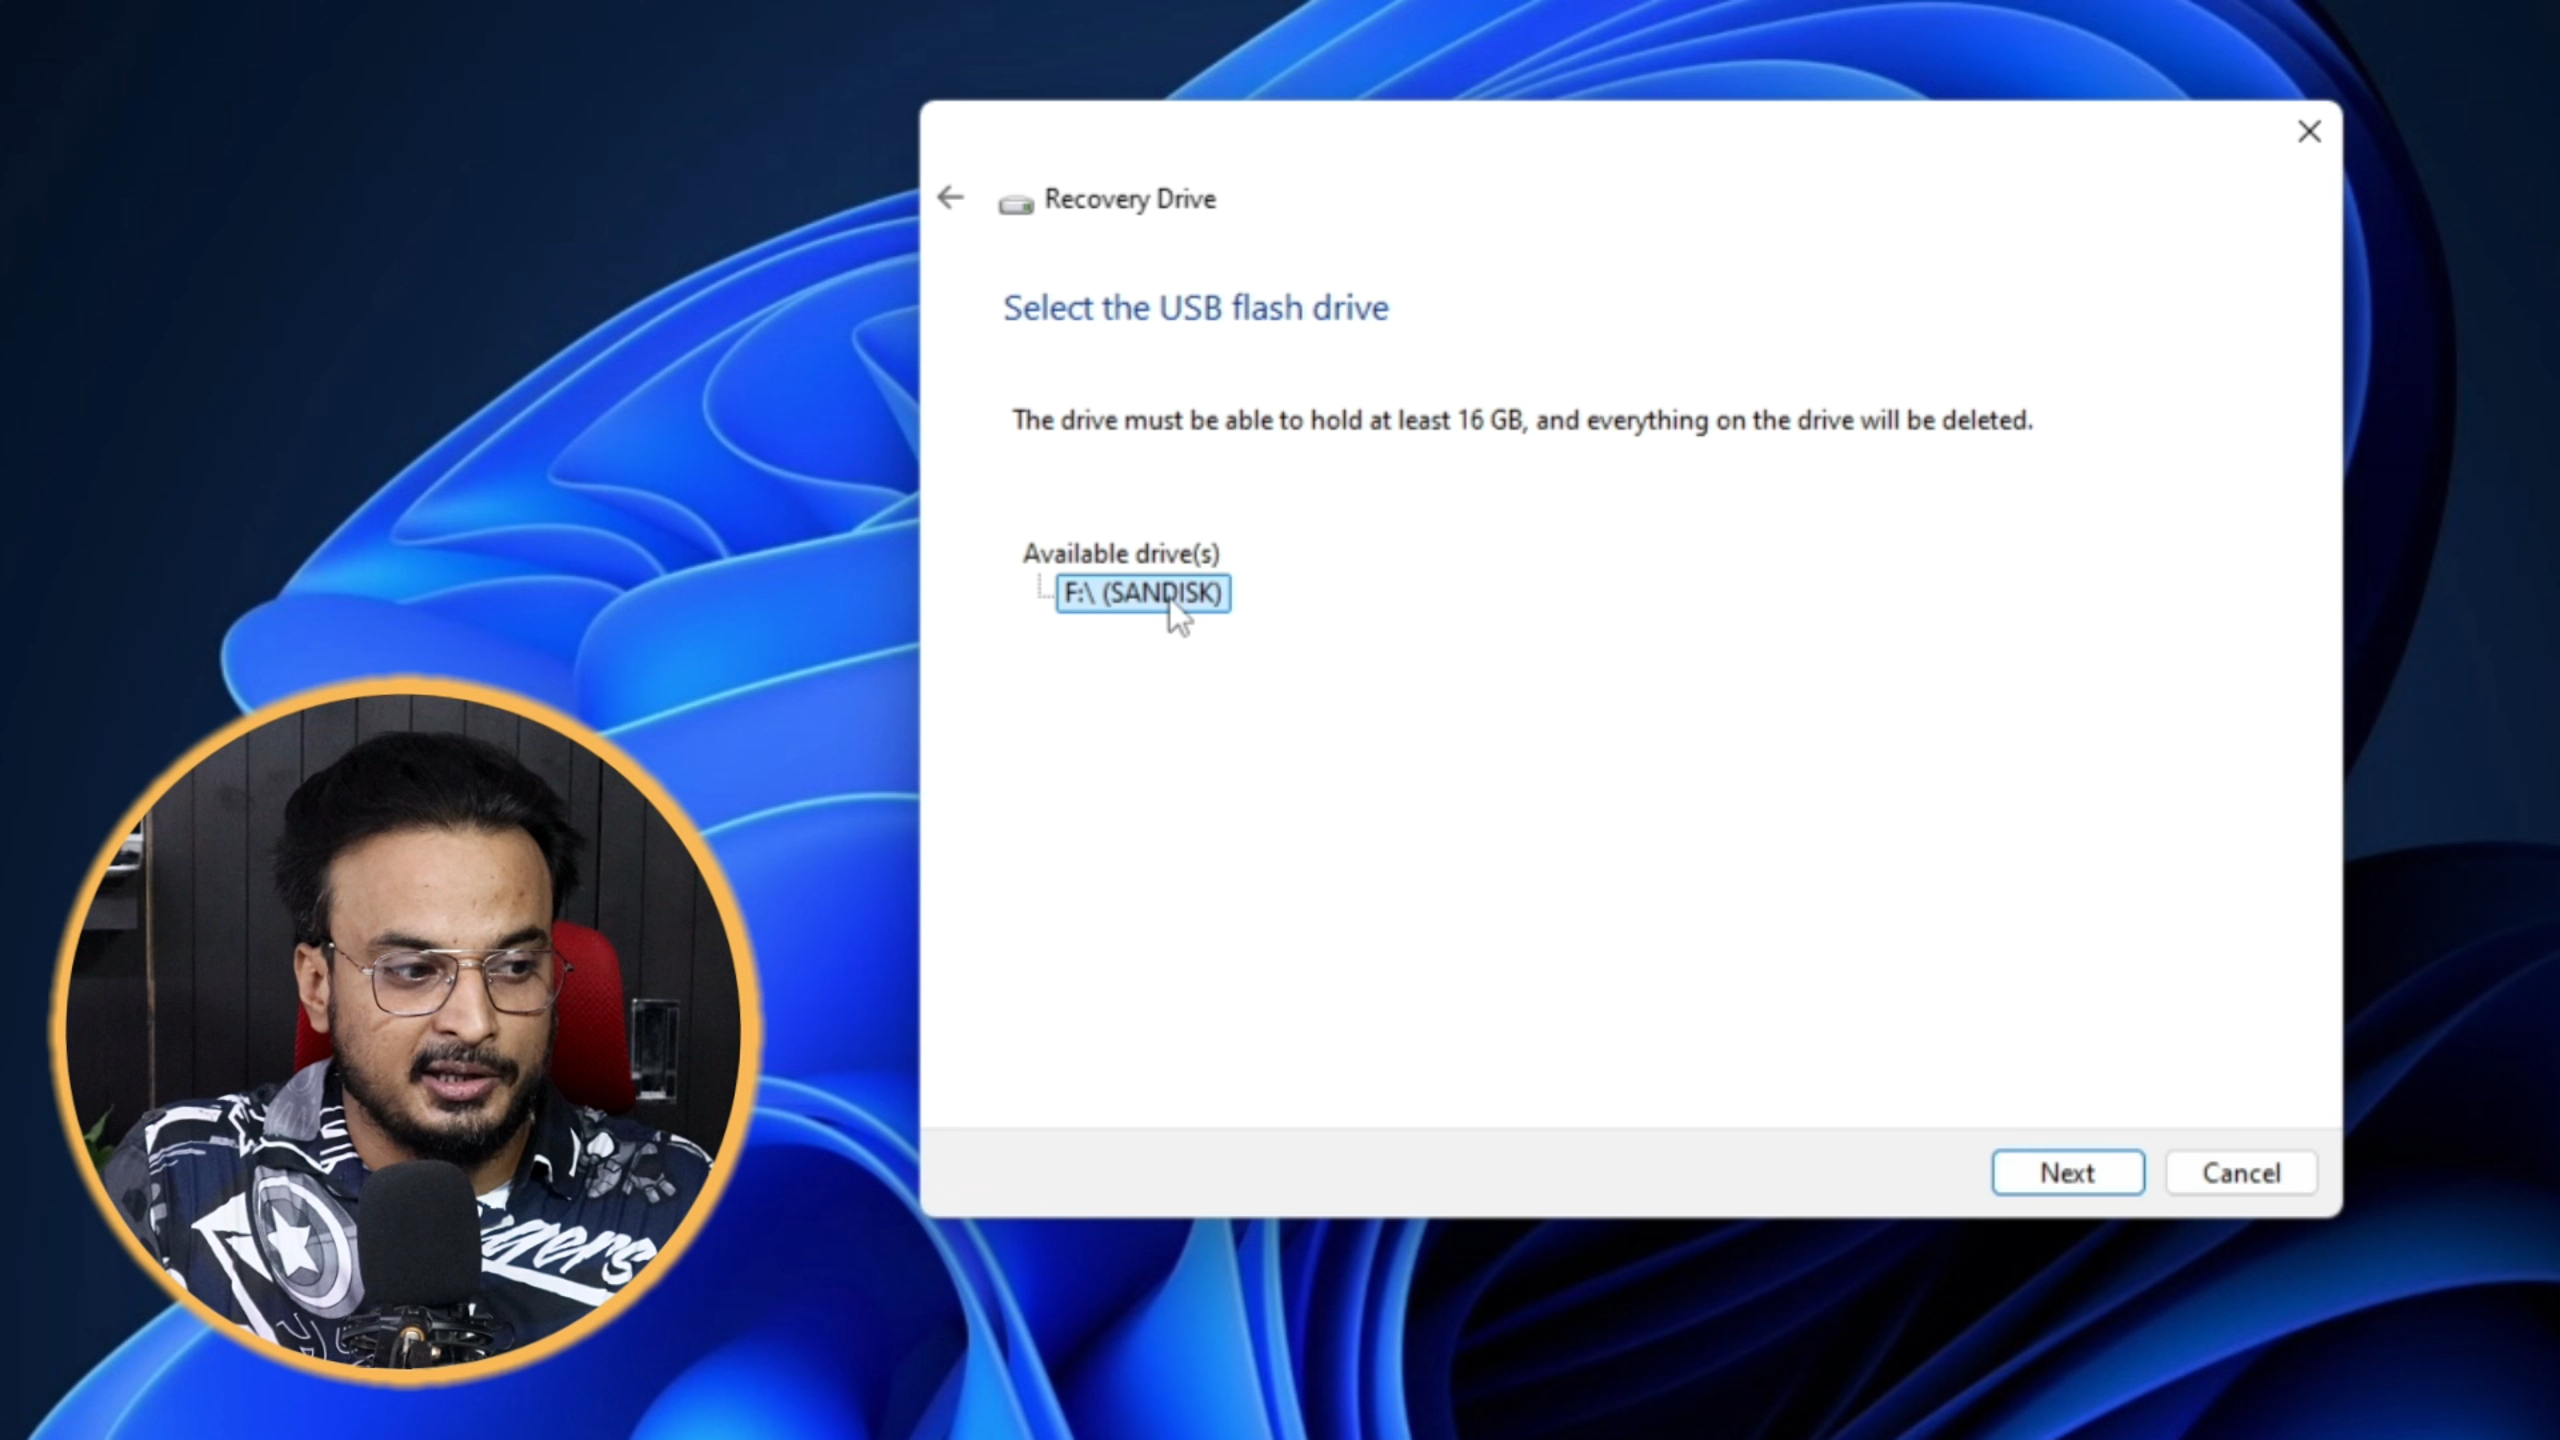 Recovery Drive
Select the USB flash drive
The drive must be able to hold at least 16 GB, and everything on the drive will be deleted.
Available drive(s)
F:\ (SANDISK)
Next
Cancel